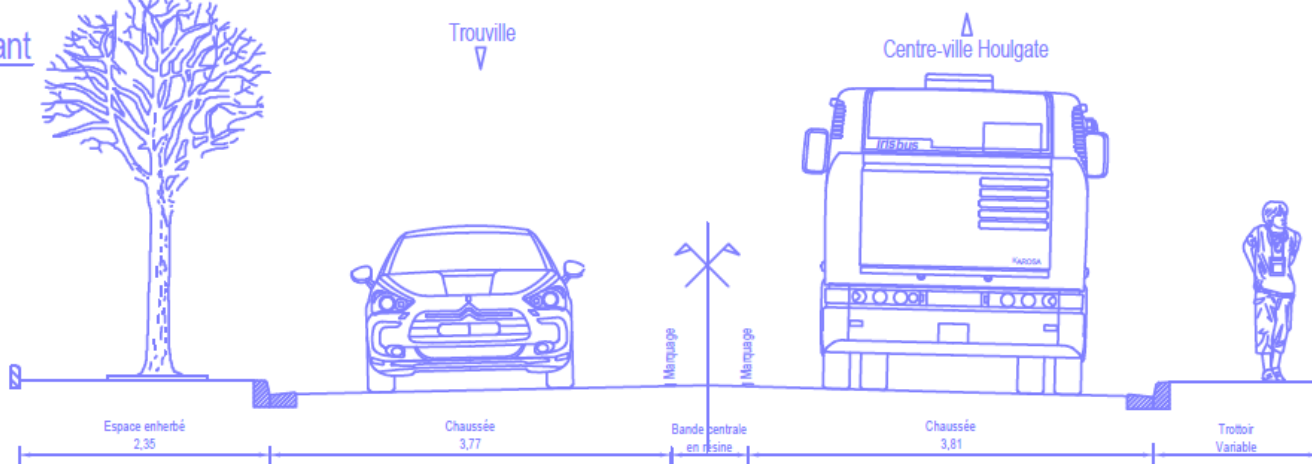 Trouville
Centre-ville Houlgate
irisbus
KAROSA
Marquage
Marquage
Espace enherbé
2,35
Chaussée
3,77
Bande centrale
en résine
Chaussée
3,81
Trottoir
Variable